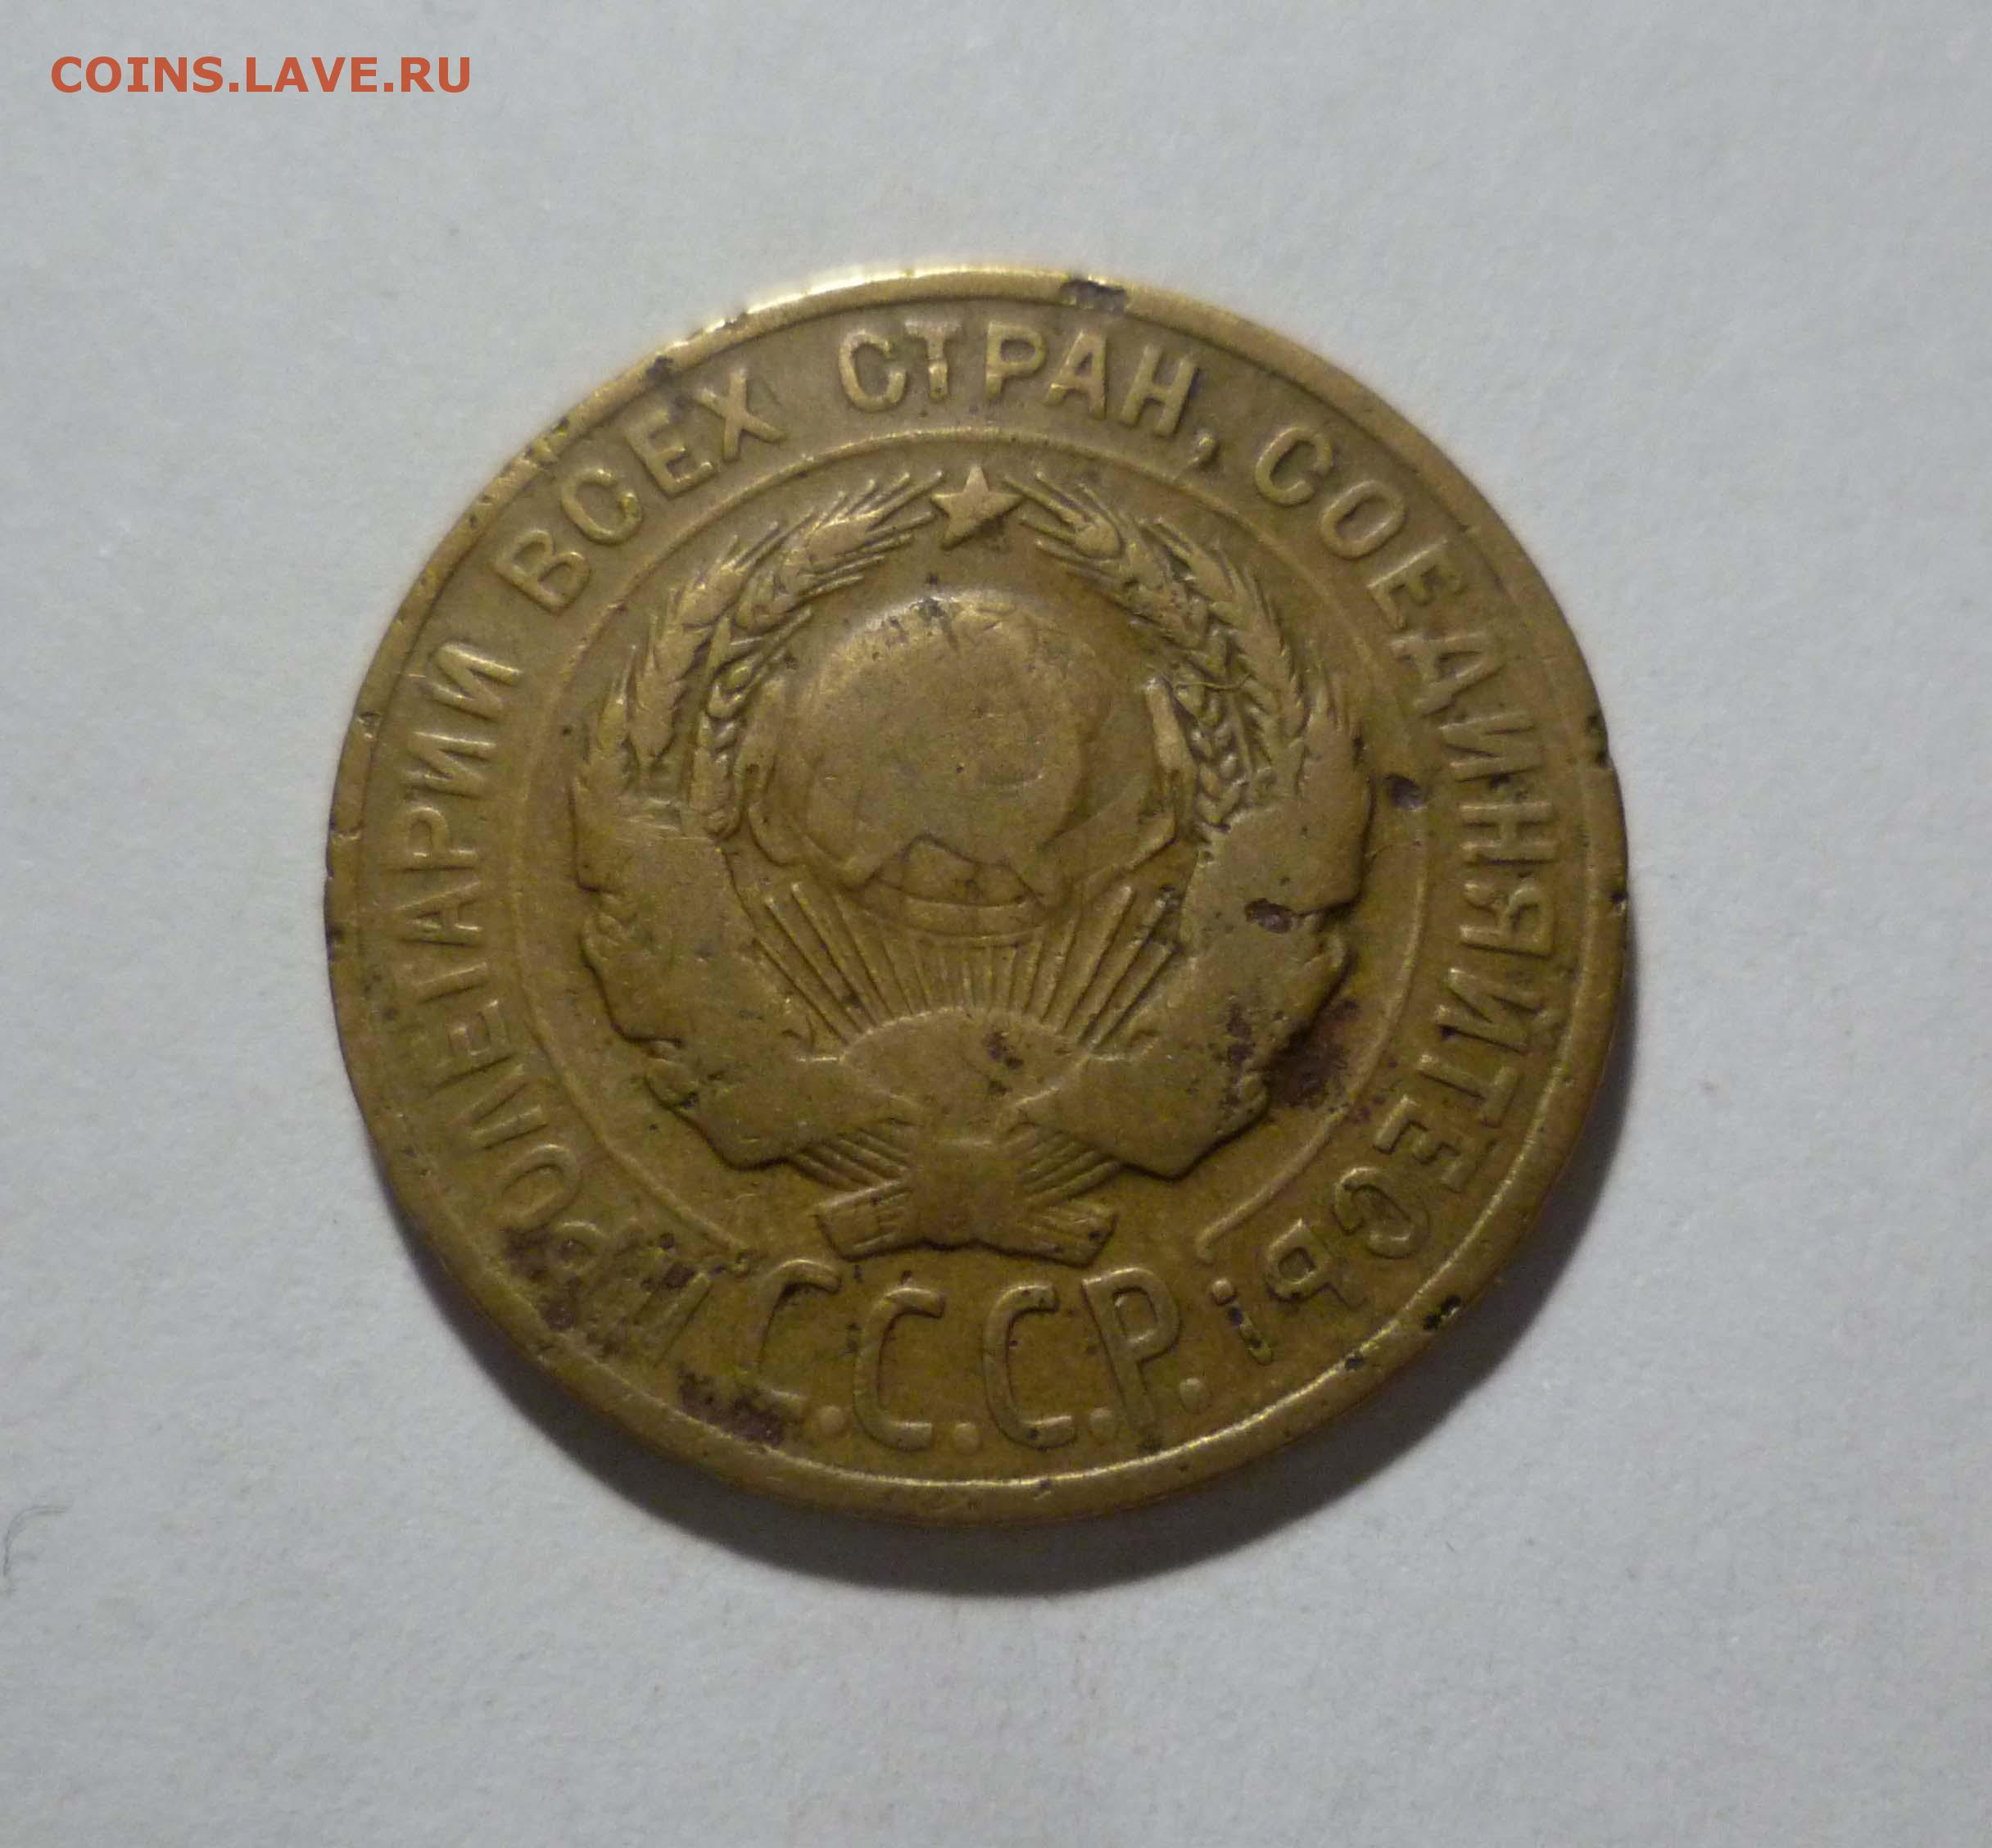 COINS.LAVE.RU
ПРОЛЕТАРИИ ВСЕХ СТРАН, СОЕДИНЯЙТЕСЬ!
С.С.С.Р.